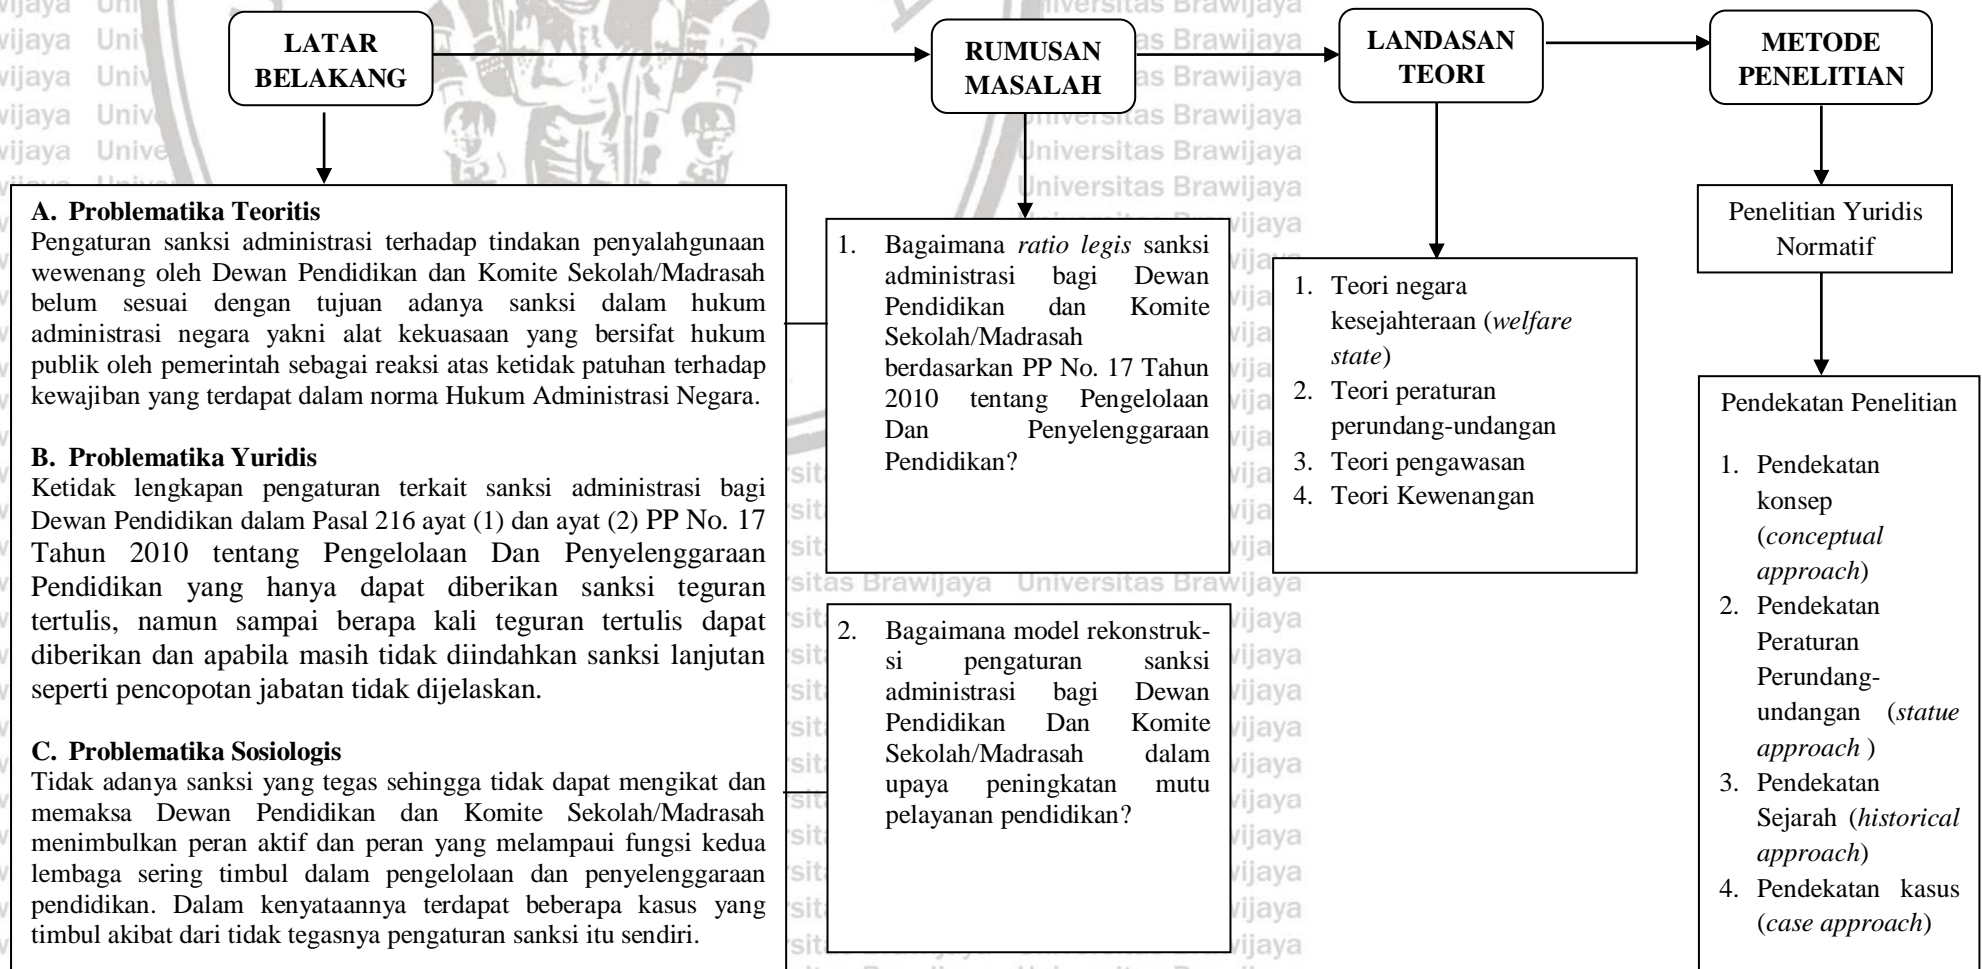 LATAR
BELAKANG
RUMUSAN
MASALAH
LANDASAN
TEORI
METODE
PENELITIAN
A. Problematika Teoritis
Pengaturan sanksi administrasi terhadap tindakan penyalahgunaan
wewenang oleh Dewan Pendidikan dan Komite Sekolah/Madrasah
belum sesuai dengan tujuan adanya sanksi dalam hukum
administrasi negara yakni alat kekuasaan yang bersifat hukum
publik oleh pemerintah sebagai reaksi atas ketidak patuhan terhadap
kewajiban yang terdapat dalam norma Hukum Administrasi Negara.
B. Problematika Yuridis
Ketidak lengkapan pengaturan terkait sanksi administrasi bagi
Dewan Pendidikan dalam Pasal 216 ayat (1) dan ayat (2) PP No. 17
Tahun 2010 tentang Pengelolaan Dan Penyelenggaraan
Pendidikan yang hanya dapat diberikan sanksi teguran
tertulis, namun sampai berapa kali teguran tertulis dapat
diberikan dan apabila masih tidak diindahkan sanksi lanjutan
seperti pencopotan jabatan tidak dijelaskan.
C. Problematika Sosiologis
Tidak adanya sanksi yang tegas sehingga tidak dapat mengikat dan
memaksa Dewan Pendidikan dan Komite Sekolah/Madrasah
menimbulkan peran aktif dan peran yang melampaui fungsi kedua
lembaga sering timbul dalam pengelolaan dan penyelenggaraan
pendidikan. Dalam kenyataannya terdapat beberapa kasus yang
timbul akibat dari tidak tegasnya pengaturan sanksi itu sendiri.
1. Bagaimana ratio legis sanksi
administrasi bagi Dewan
Pendidikan dan Komite
Sekolah/Madrasah
berdasarkan PP No. 17 Tahun
2010 tentang Pengelolaan
Dan Penyelenggaraan
Pendidikan?
2. Bagaimana model rekonstruk-
si pengaturan sanksi
administrasi bagi Dewan
Pendidikan Dan Komite
Sekolah/Madrasah dalam
upaya peningkatan mutu
pelayanan pendidikan?
1. Teori negara
kesejahteraan (welfare
state)
2. Teori peraturan
perundang-undangan
3. Teori pengawasan
4. Teori Kewenangan
Penelitian Yuridis
Normatif
Pendekatan Penelitian
1. Pendekatan
konsep
(conceptual
approach)
2. Pendekatan
Peraturan
Perundang-
undangan (statue
approach )
3. Pendekatan
Sejarah (historical
approach)
4. Pendekatan kasus
(case approach)
Universitas Brawijaya